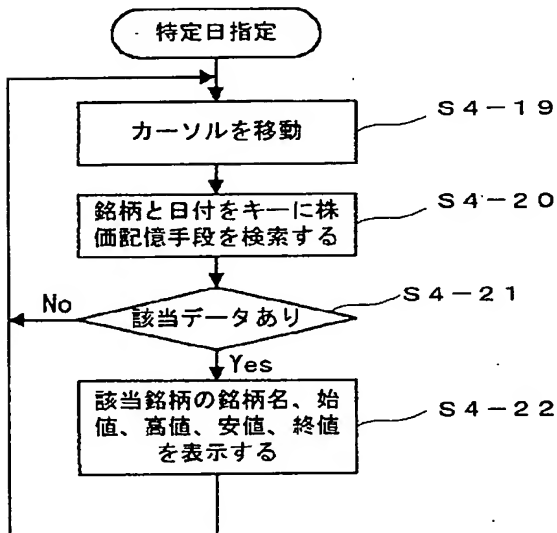 特定日指定
カーソルを移動
S4-19
銘柄と日付をキーに株
価記憶手段を検索する
S4-20
該当データあり
S4-21
No
Yes
該当銘柄の銘柄名、始
値、高値、安値、終値
を表示する
S4-22